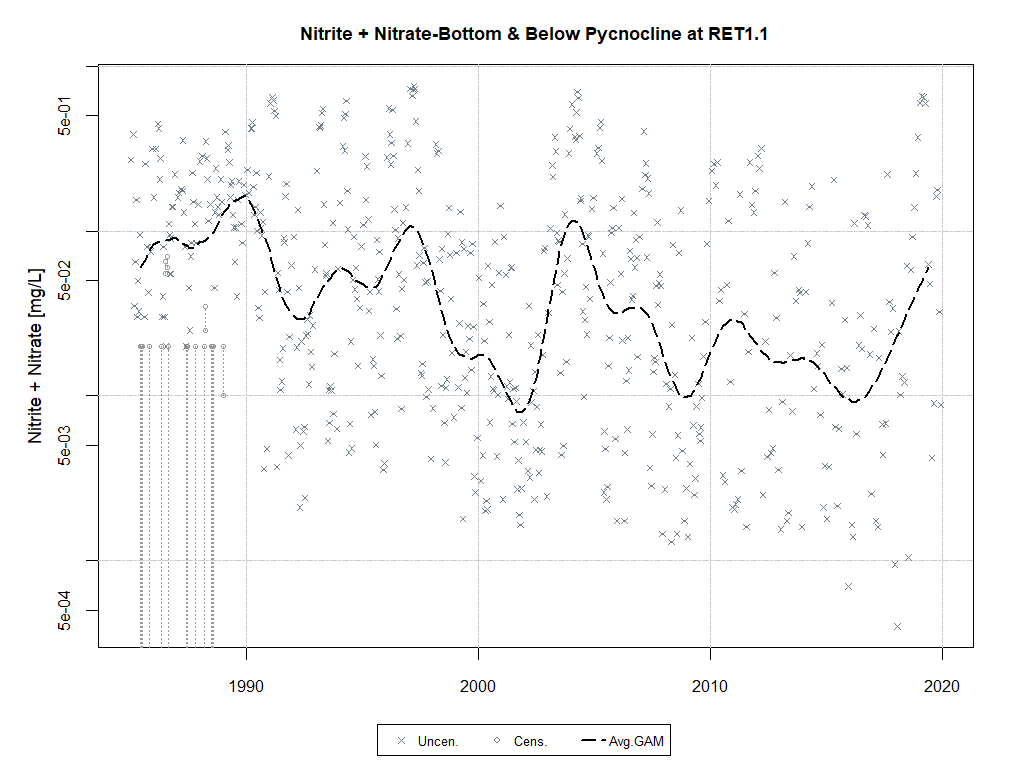 Nitrite + Nitrate-Bottom & Below Pycnocline at RET1.1
Nitrite + Nitrate [mg/L]
5e-01
5e-02
5e-03
5e-04
1990 2000 2010 2020
Uncen. Cens. Avg.GAM